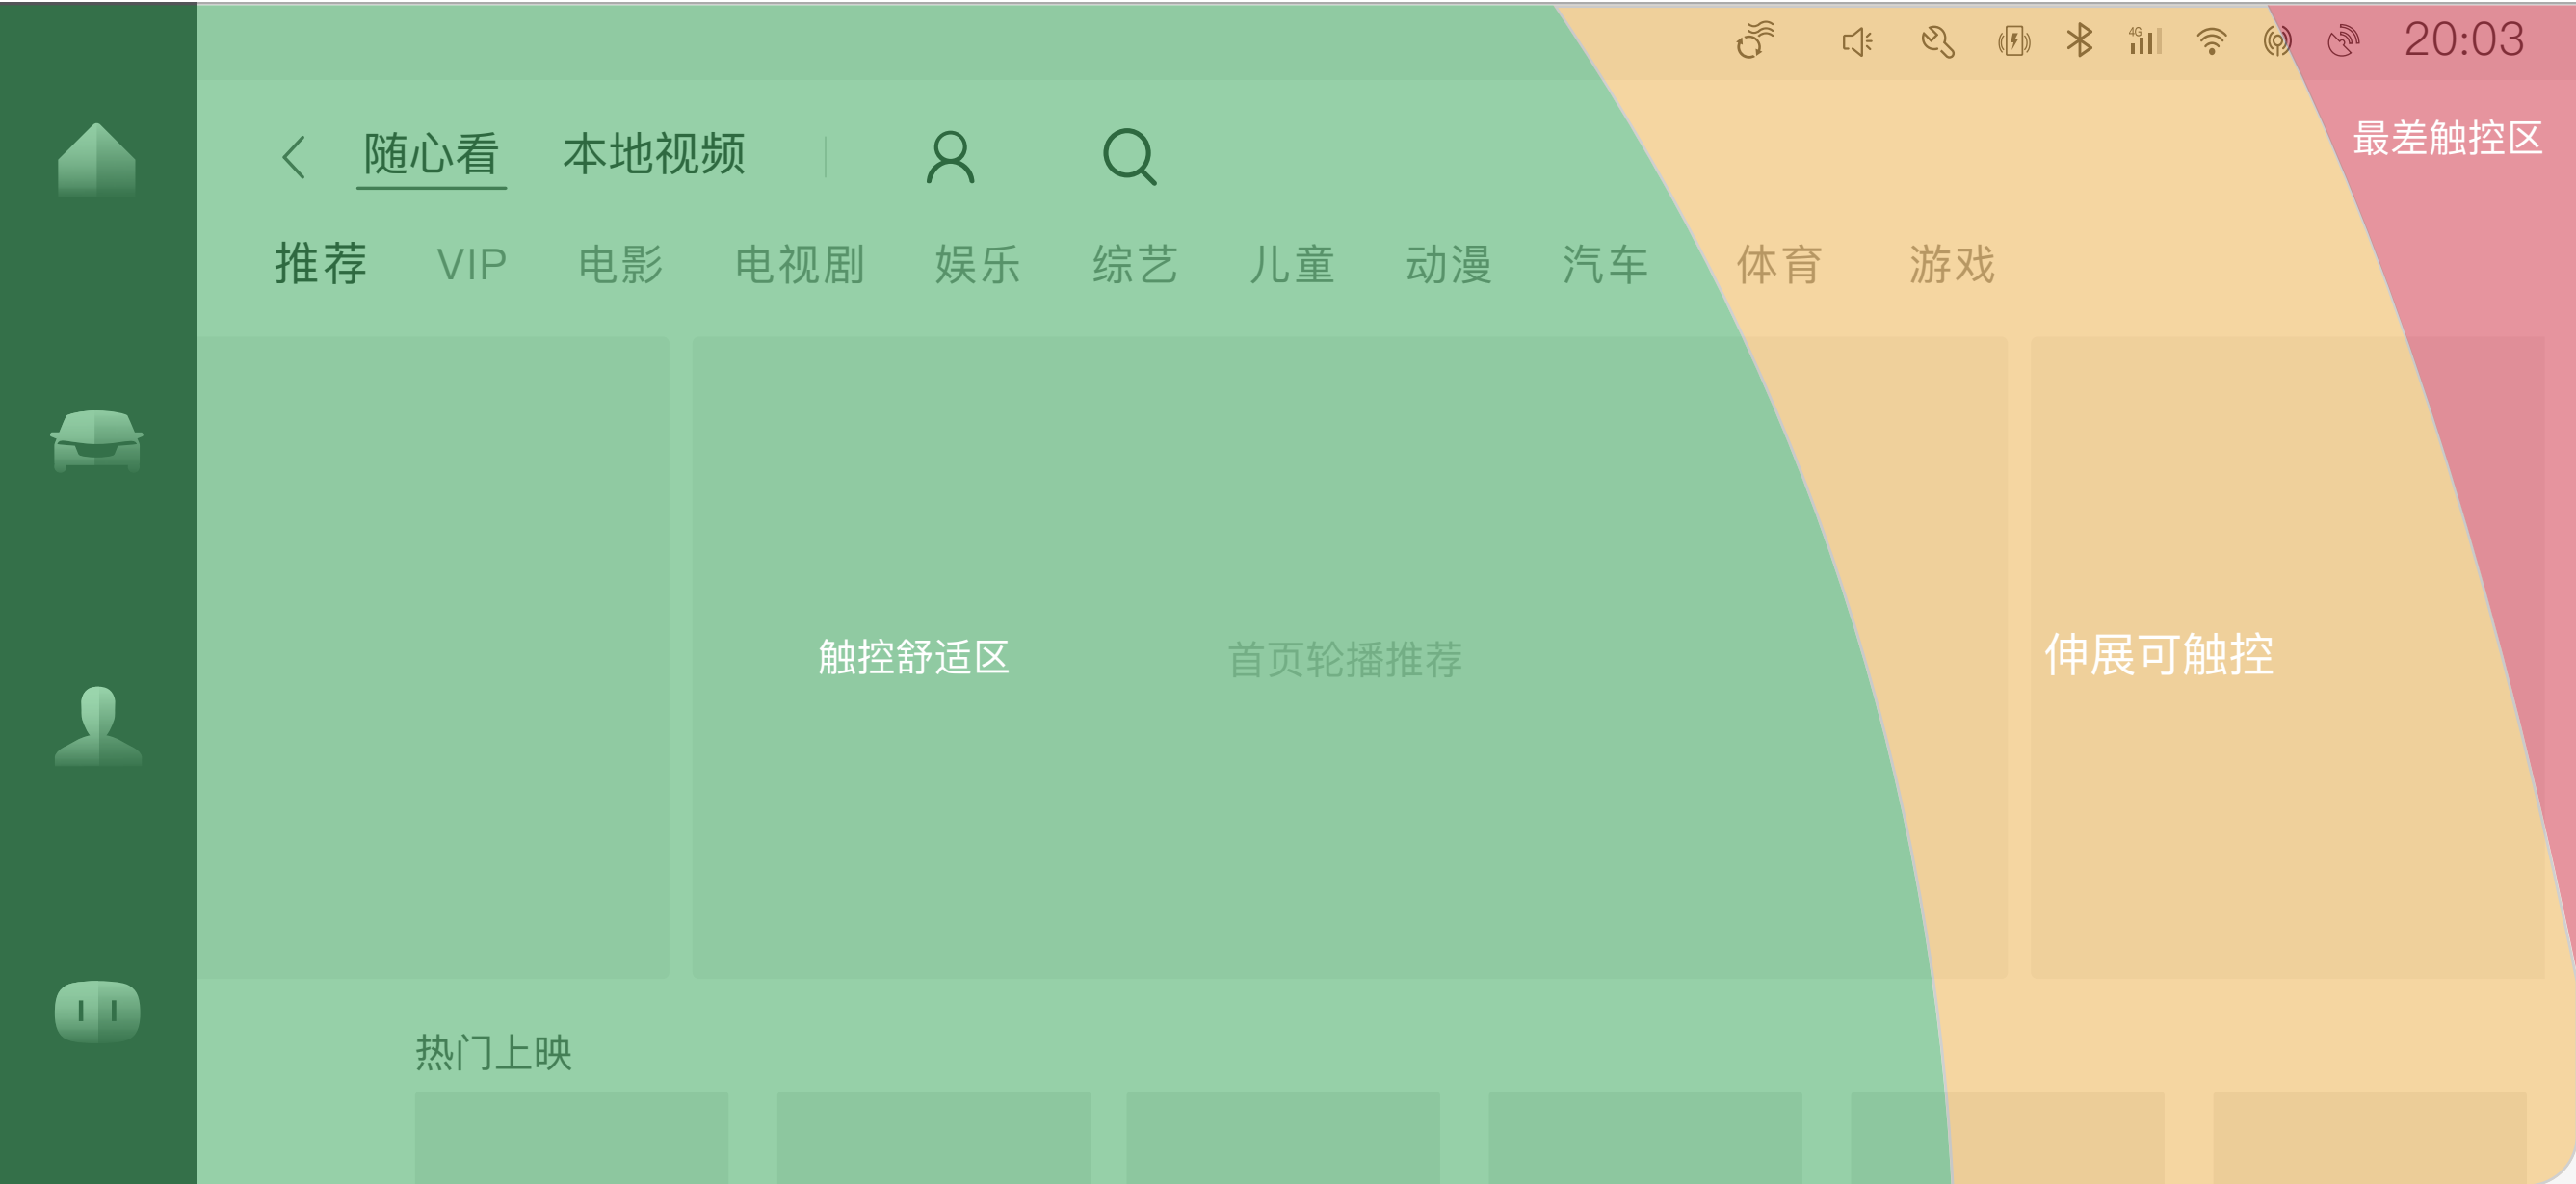 4G 20:03
最差触控区
随心看 本地视频
推荐 VIP 电影 电视剧 娱乐 综艺 儿童 动漫 汽车 体育 游戏
触控舒适区 首页轮播推荐 伸展可触控
热门上映